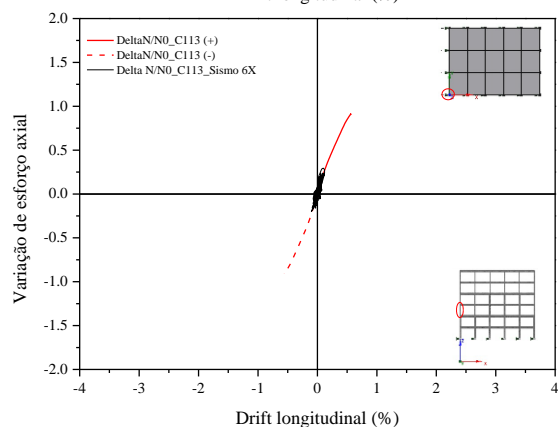 2.0
DeltaN/N0_C113 (+)
DeltaN/N0_C113 (-)
Delta N/N0_C113_Sismo 6X
1.5
1.0
0.5
0.0
-0.5
-1.0
-1.5
-2.0
Variação de esforço axial
-4 -3 -2 -1 0 1 2 3 4
Drift longitudinal (%)